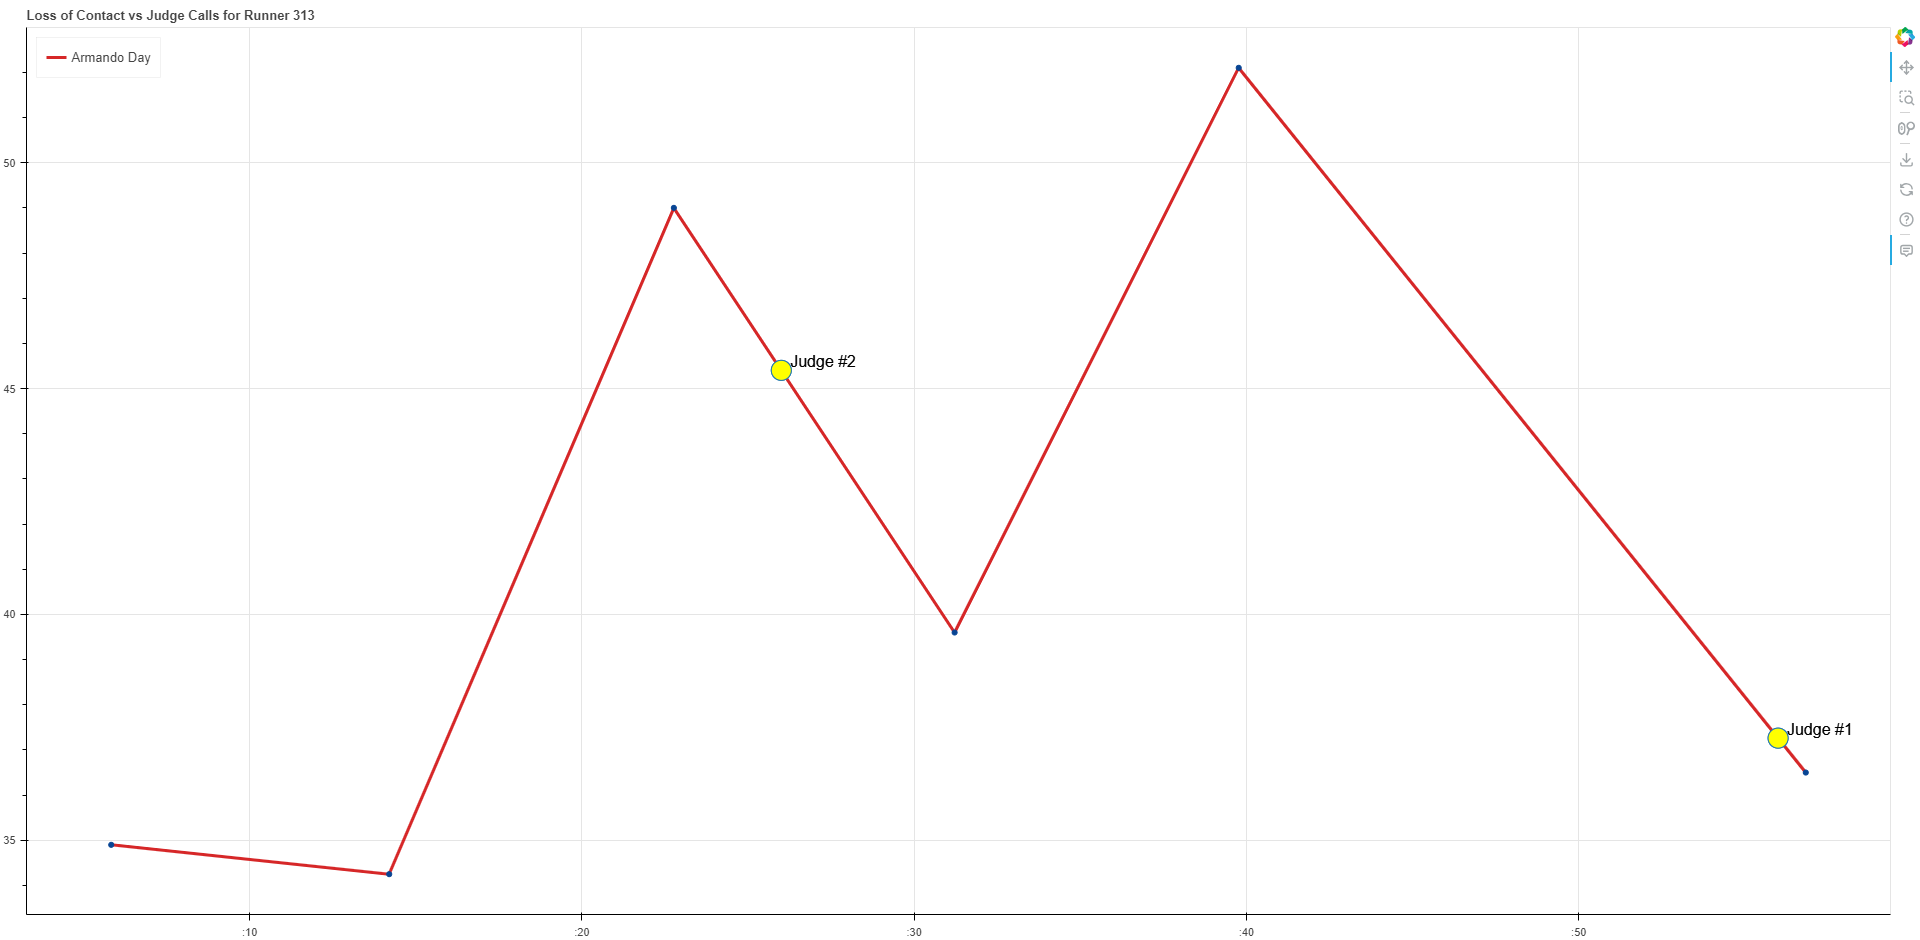 Loss of Contact vs Judge Calls for Runner 313
Armando Day
50
Judge #2
45
40
Judge #1
35
:10 :20 :30 :40 :50